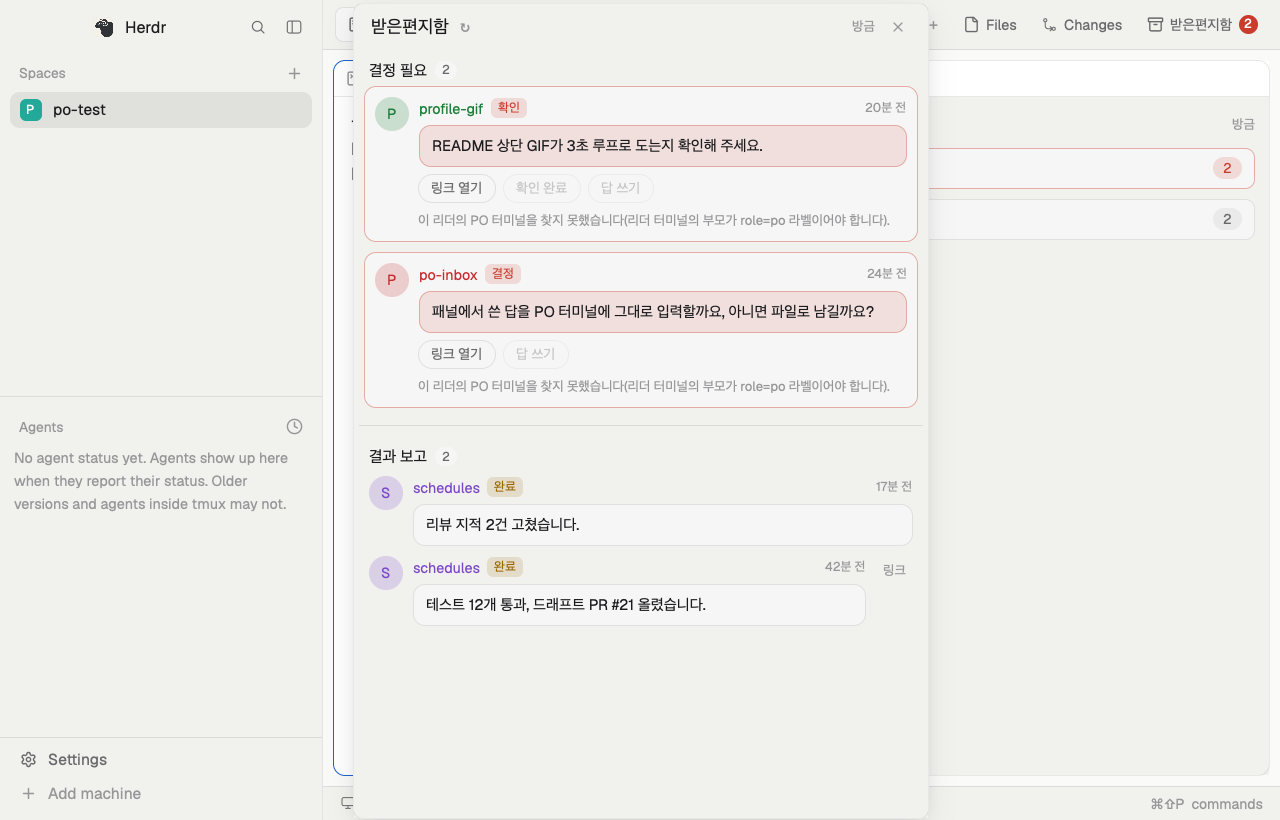 Herdr
Spaces
P po-test
Agents
No agent status yet. Agents show up here
when they report their status. Older
versions and agents inside tmux may not.
Settings
Add machine
받은편지함 ↻ 방금
결정 필요 2
P profile-gif 확인 20분 전
README 상단 GIF가 3초 루프로 도는지 확인해 주세요.
링크 열기 확인 완료 답 쓰기
이 리더의 PO 터미널을 찾지 못했습니다(리더 터미널의 부모가 role=po 라벨이어야 합니다).
P po-inbox 결정 24분 전
패널에서 쓴 답을 PO 터미널에 그대로 입력할까요, 아니면 파일로 남길까요?
링크 열기 답 쓰기
이 리더의 PO 터미널을 찾지 못했습니다(리더 터미널의 부모가 role=po 라벨이어야 합니다).
결과 보고 2
S schedules 완료 17분 전
리뷰 지적 2건 고쳤습니다.
S schedules 완료 42분 전 링크
테스트 12개 통과, 드래프트 PR #21 올렸습니다.
+ Files Changes 받은편지함 2
방금
2
2
⌘⇧P commands